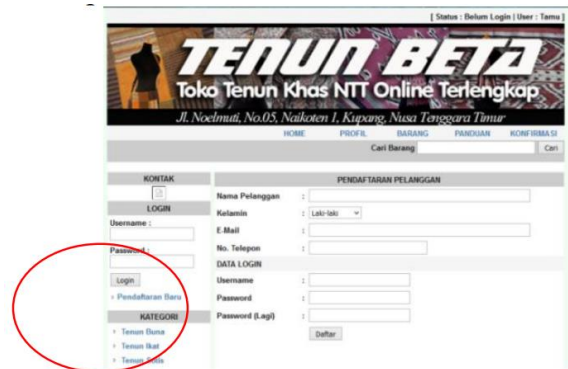 [ Status : Belum Login | User : Tamu ]
TENUN BETA
Toko Tenun Khas NTT Online Terlengkap
Jl. Noelmuti, No.05, Naikoten 1, Kupang, Nusa Tenggara Timur
HOME PROFIL BARANG PANDUAN KONFIRMASI
Cari Barang Cari
KONTAK
LOGIN
Username :
Password :
Login
Pendaftaran Baru
KATEGORI
Tenun Buna
Tenun Ikat
Tenun
PENDAFTARAN PELANGGAN
Nama Pelanggan :
Kelamin : Laki-laki
E-Mail :
No. Telepon :
DATA LOGIN
Username :
Password :
Password (Lagi) :
Daftar